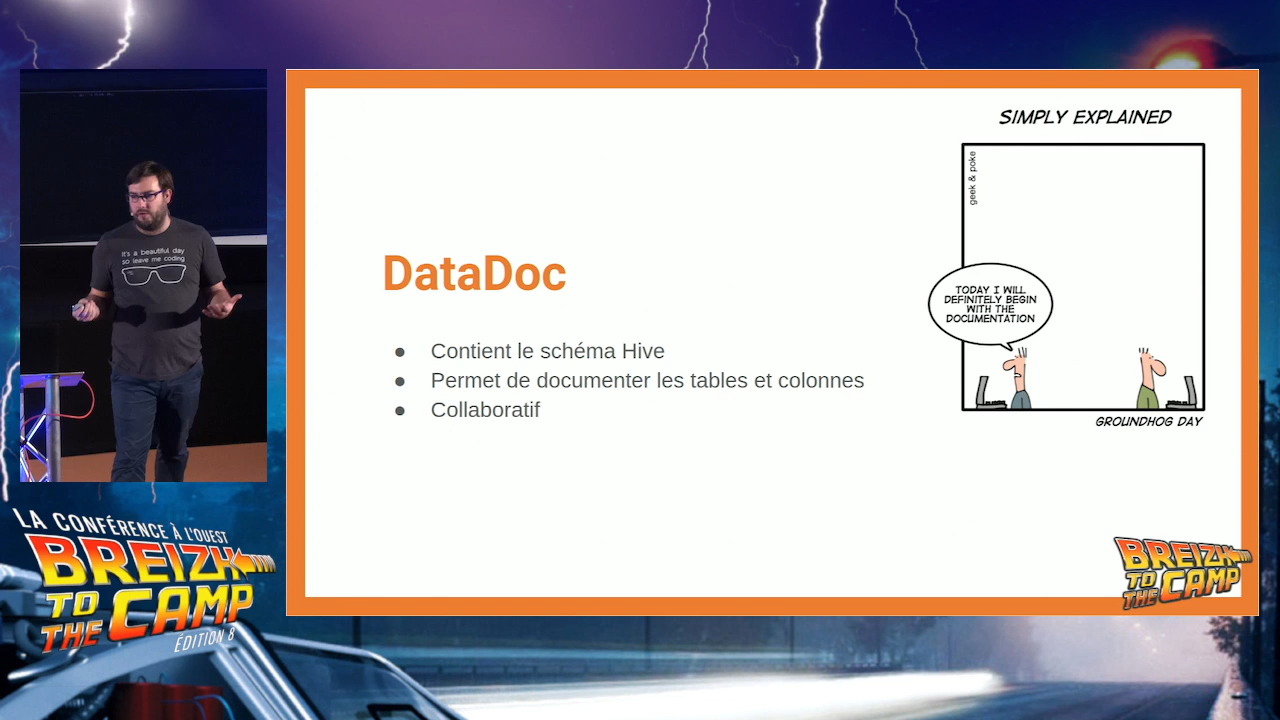 it's a beautiful day
so leave me coding
LA CONFÉRENCE À L'OUEST
BREIZH
TO
THE CAMP
ÉDITION 8
DataDoc
● Contient le schéma Hive
● Permet de documenter les tables et colonnes
● Collaboratif
SIMPLY EXPLAINED
geek & poke
TODAY I WILL
DEFINITELY BEGIN
WITH THE
DOCUMENTATION
GROUNDHOG DAY
BREIZH
TO
THE CAMP